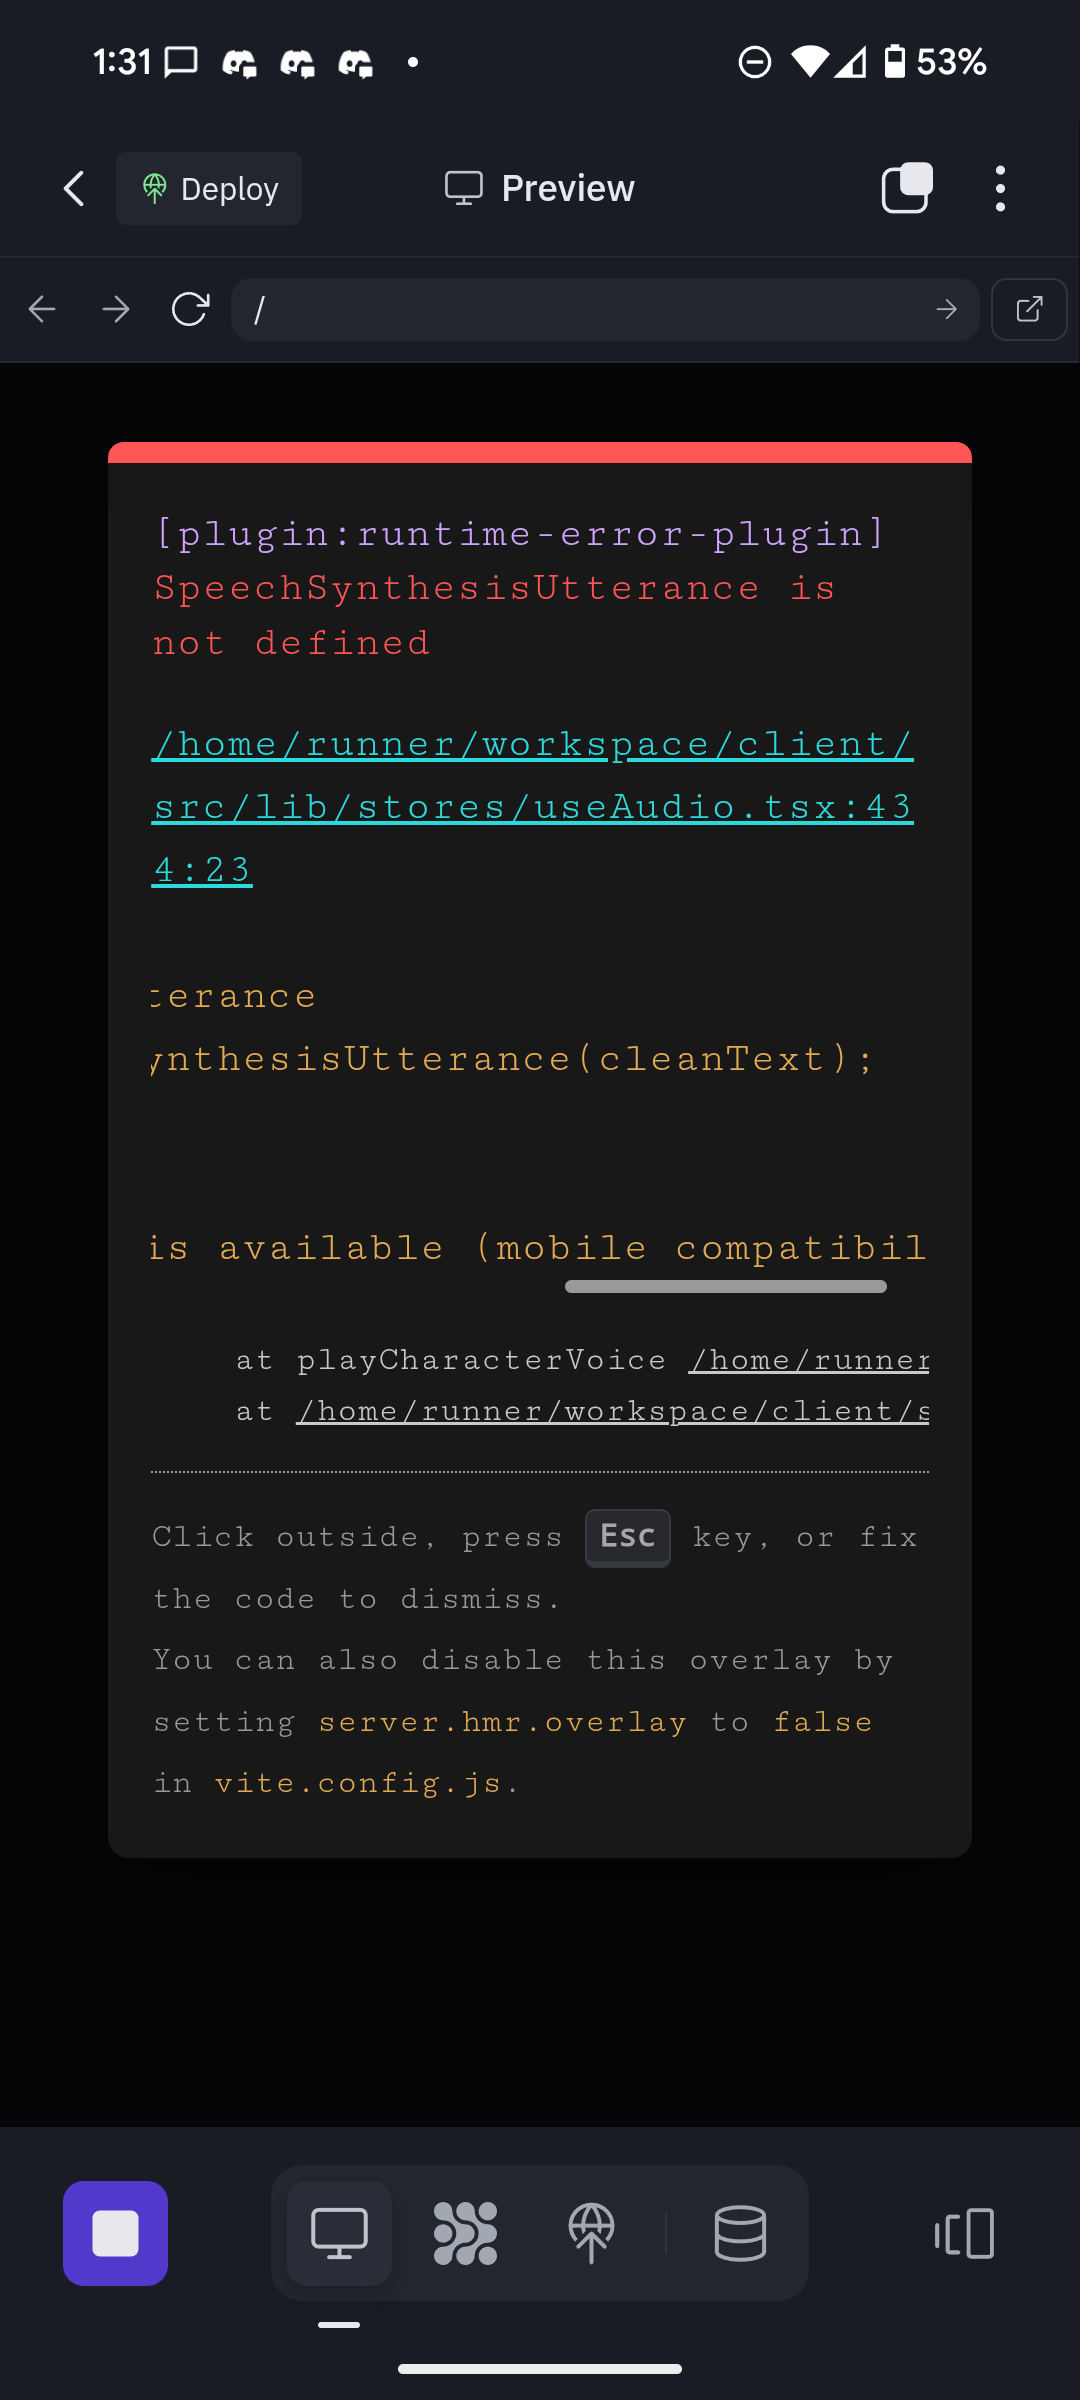 1:31
53%
Deploy
Preview
/
[plugin:runtime-error-plugin]
SpeechSynthesisUtterance is
not defined
/home/runner/workspace/client/
src/lib/stores/useAudio.tsx:43
4:23
terance
ynthesisUtterance(cleanText);
is available (mobile compatibil
at playCharacterVoice /home/runner
at /home/runner/workspace/client/s
Click outside, press Esc key, or fix
the code to dismiss.
You can also disable this overlay by
setting server.hmr.overlay to false
in vite.config.js.